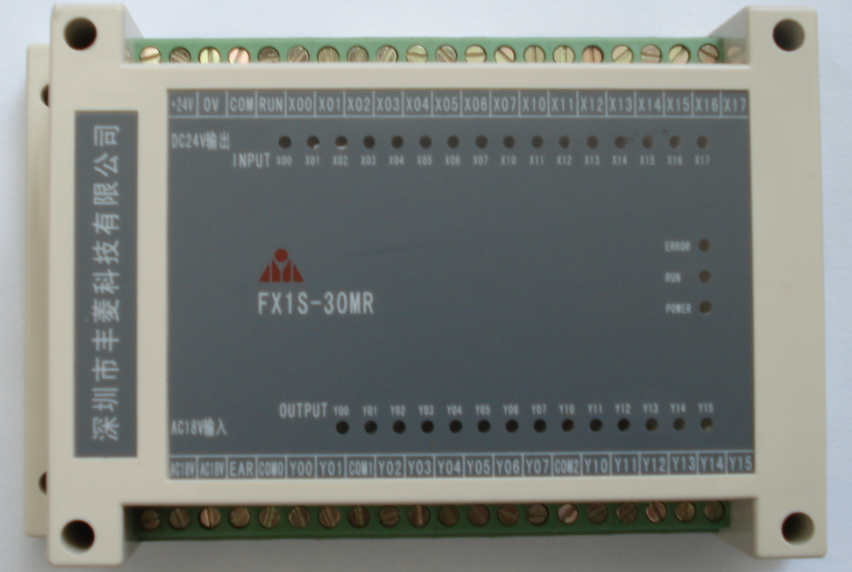 +24V 0V COM RUN X00 X01 X02 X03 X04 X05 X06 X07 X10 X11 X12 X13 X14 X15 X16 X17
DC24V输出
INPUT X00 X01 X02 X03 X04 X05 X06 X07 X10 X11 X12 X13 X14 X15 X16 X17
深圳市丰菱科技有限公司
ERROR
RUN
POWER
FX1S-30MR
OUTPUT Y00 Y01 Y02 Y03 Y04 Y05 Y06 Y07 Y10 Y11 Y12 Y13 Y14 Y15
AC18V输入
AC18V AC18V EAR COM0 Y00 Y01 COM1 Y02 Y03 Y04 Y05 Y06 Y07 COM2 Y10 Y11 Y12 Y13 Y14 Y15